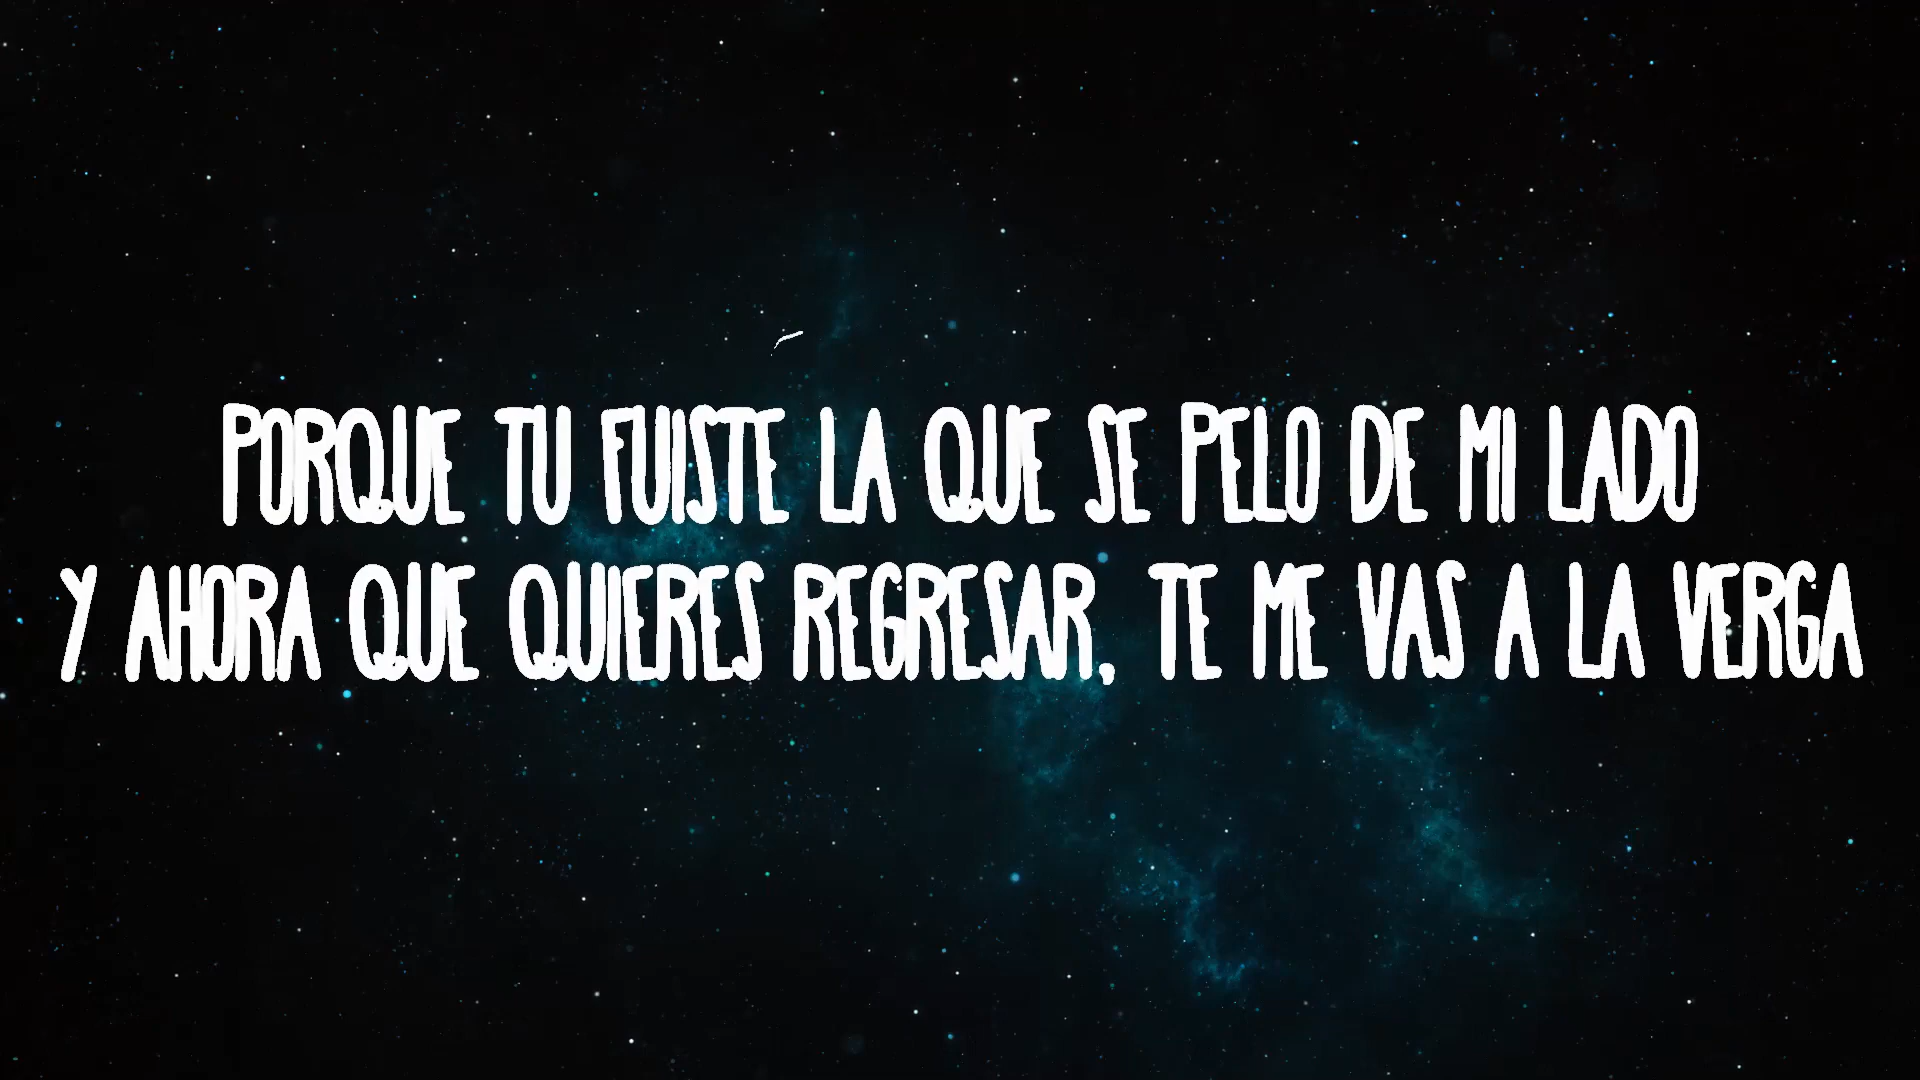 PORQUE TU FUISTE LA QUE SE PELO DE MI LADO
Y AHORA QUE QUIERES REGRESAR, TE ME VAS A LA VERGA